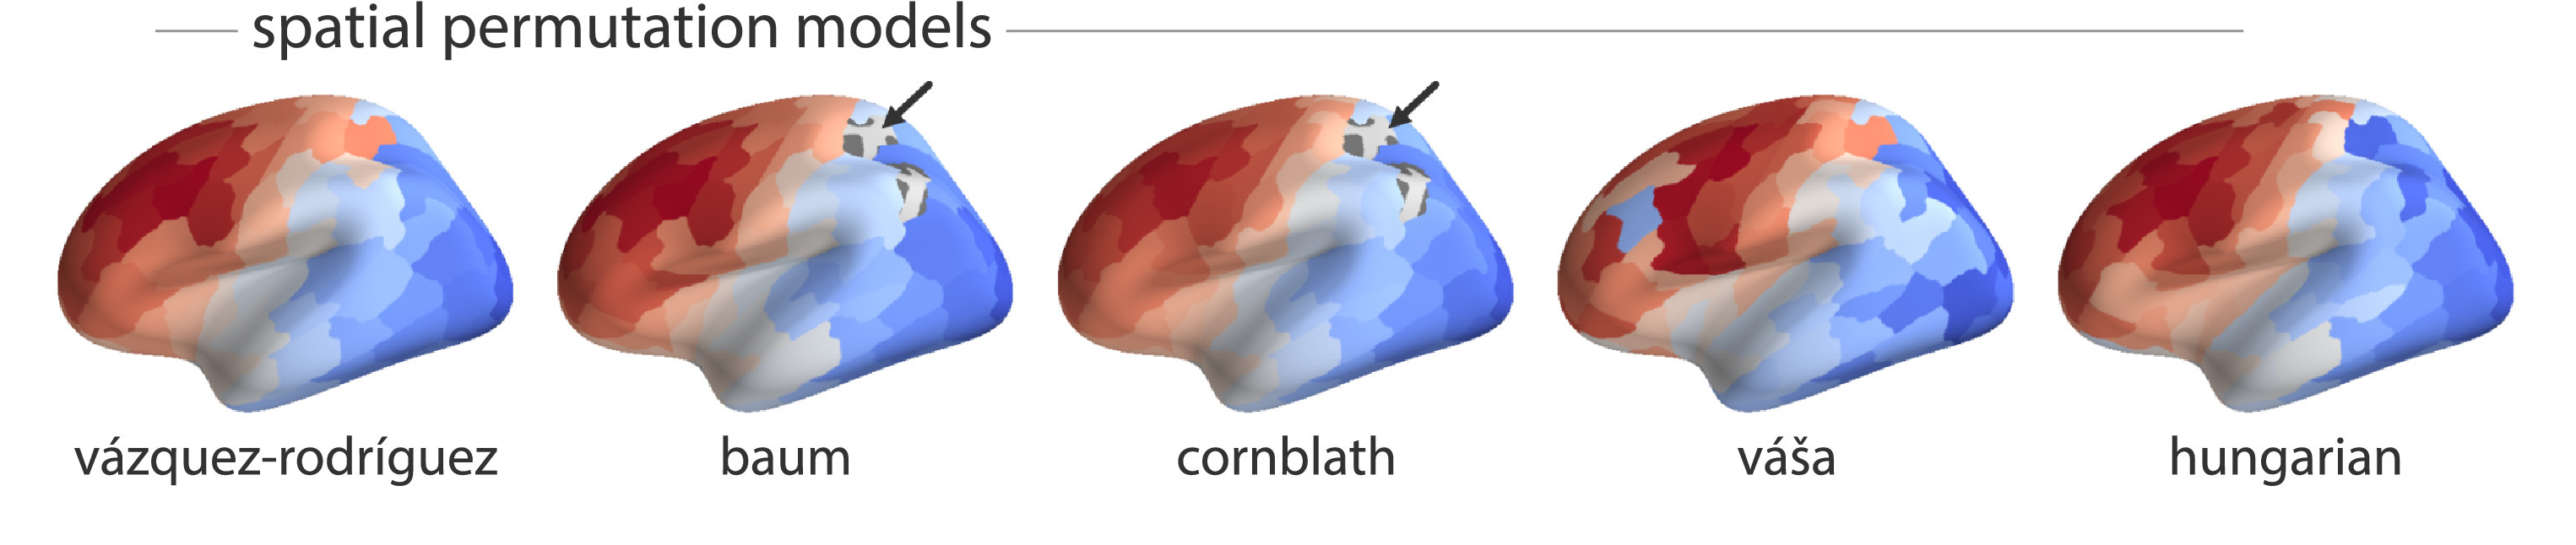 spatial permutation models
vázquez-rodríguez
baum
cornblath
váša
hungarian